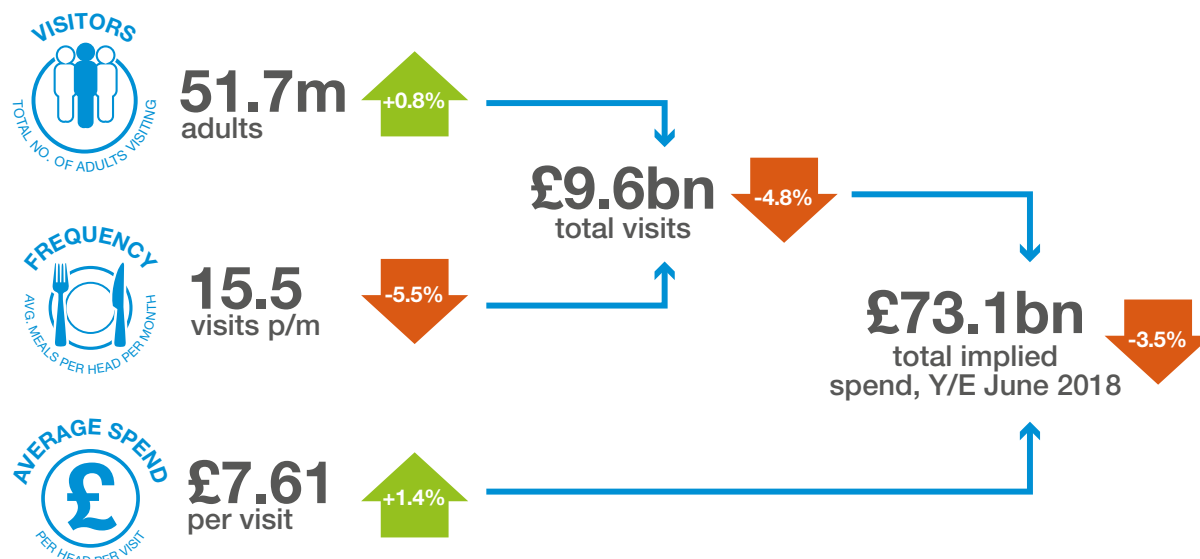 VISITORS
TOTAL NO. OF ADULTS VISITING
51.7m
adults
+0.8%
£9.6bn
total visits
-4.8%
FREQUENCY
AVG. MEALS PER HEAD PER MONTH
15.5
visits p/m
-5.5%
£73.1bn
total implied
spend, Y/E June 2018
-3.5%
AVERAGE SPEND
£
PER HEAD PER VISIT
£7.61
per visit
+1.4%